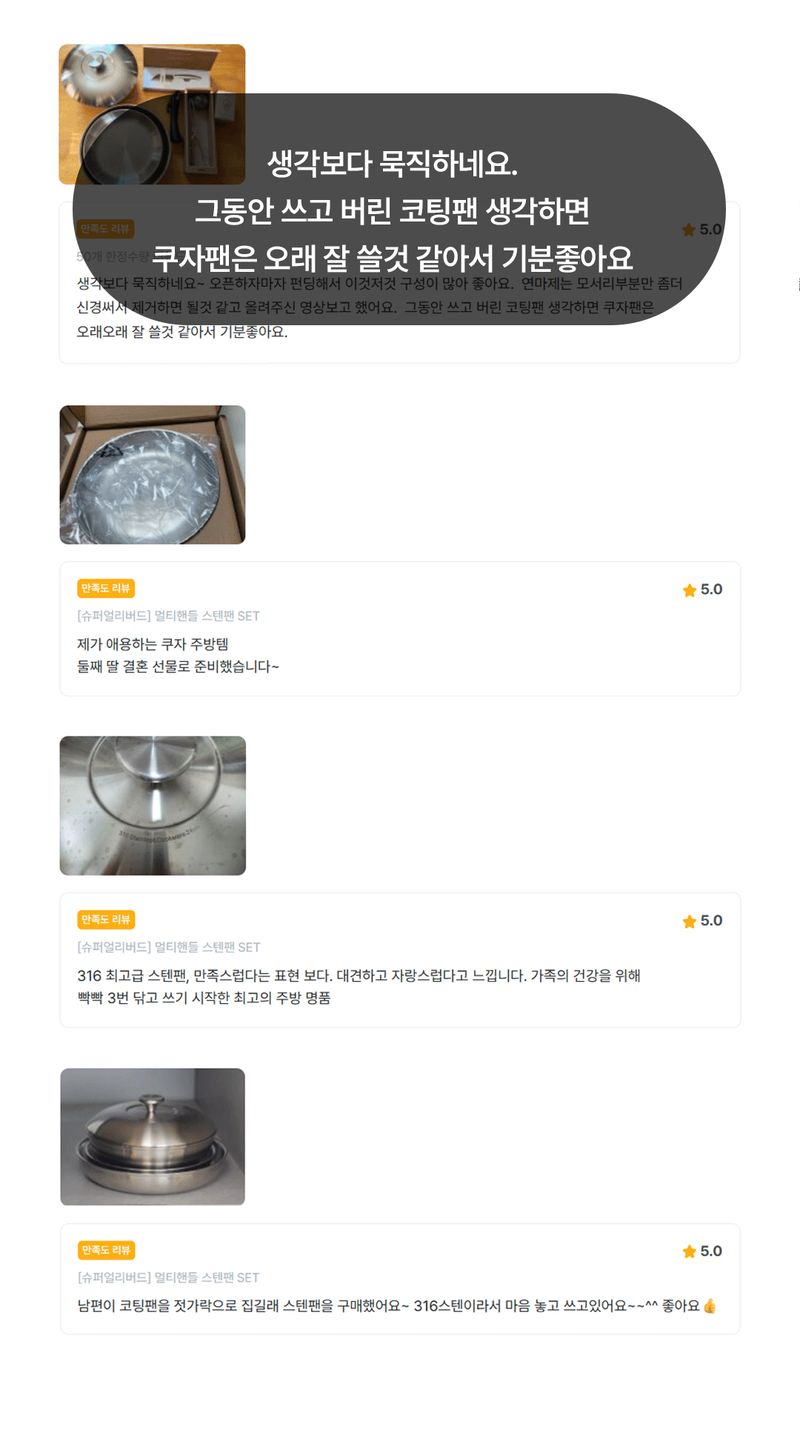 생각보다 묵직하네요.
그동안 쓰고 버린 코팅팬 생각하면
쿠자팬은 오래 잘 쓸것 같아서 기분좋아요
만족도 리뷰
5.0
50개 한정수량
생각보다 묵직하네요~ 오픈하자마자 펀딩해서 이것저것 구성이 많아 좋아요. 연마제는 모서리부분만 좀더
신경써서 제거하면 될것 같고 올려주신 영상보고 했어요. 그동안 쓰고 버린 코팅팬 생각하면 쿠자팬은
오래오래 잘 쓸것 같아서 기분좋아요.
만족도 리뷰
5.0
[슈퍼얼리버드] 멀티핸들 스텐팬 SET
제가 애용하는 쿠자 주방템
둘째 딸 결혼 선물로 준비했습니다~
만족도 리뷰
5.0
[슈퍼얼리버드] 멀티핸들 스텐팬 SET
316 최고급 스텐팬, 만족스럽다는 표현 보다. 대견하고 자랑스럽다고 느낍니다. 가족의 건강을 위해
빡빡 3번 닦고 쓰기 시작한 최고의 주방 명품
만족도 리뷰
5.0
[슈퍼얼리버드] 멀티핸들 스텐팬 SET
남편이 코팅팬을 젓가락으로 집길래 스텐팬을 구매했어요~ 316스텐이라서 마음 놓고 쓰고있어요~~^^ 좋아요👍